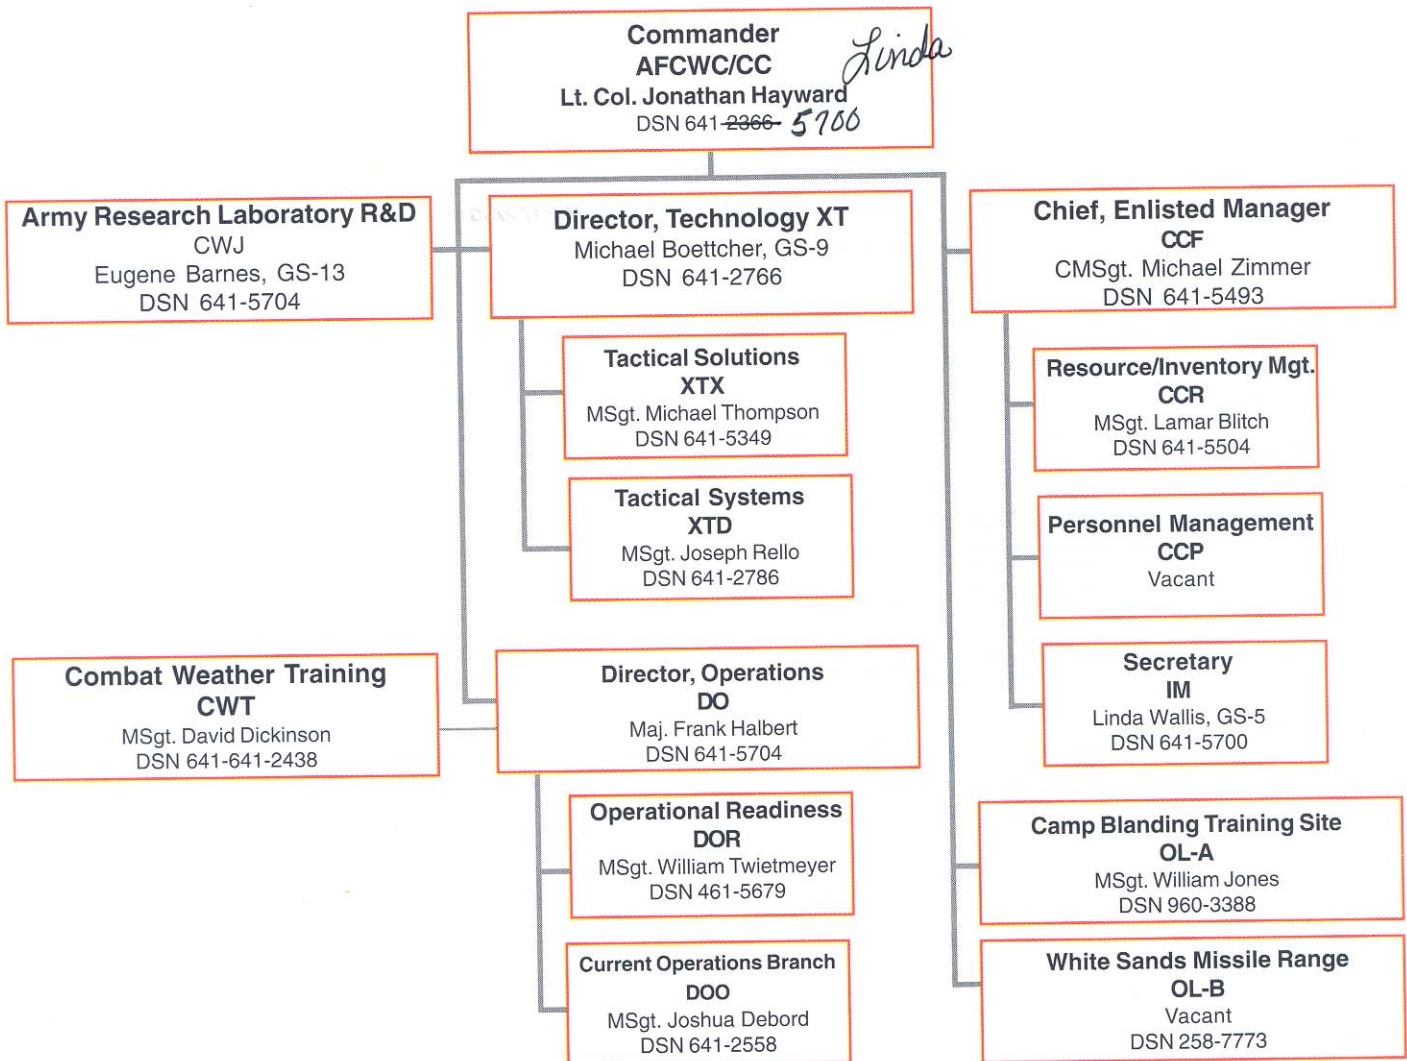 Commander
AFCWC/CC
Linda
Lt. Col. Jonathan Hayward
DSN 641-2366- 5700
Army Research Laboratory R&D
CWJ
Eugene Barnes, GS-13
DSN 641-5704
Director, Technology XT
Michael Boettcher, GS-9
DSN 641-2766
Chief, Enlisted Manager
CCF
CMSgt. Michael Zimmer
DSN 641-5493
Tactical Solutions
XTX
MSgt. Michael Thompson
DSN 641-5349
Resource/Inventory Mgt.
CCR
MSgt. Lamar Blitch
DSN 641-5504
Tactical Systems
XTD
MSgt. Joseph Rello
DSN 641-2786
Personnel Management
CCP
Vacant
Combat Weather Training
CWT
MSgt. David Dickinson
DSN 641-641-2438
Director, Operations
DO
Maj. Frank Halbert
DSN 641-5704
Secretary
IM
Linda Wallis, GS-5
DSN 641-5700
Operational Readiness
DOR
MSgt. William Twietmeyer
DSN 461-5679
Camp Blanding Training Site
OL-A
MSgt. William Jones
DSN 960-3388
Current Operations Branch
DOO
MSgt. Joshua Debord
DSN 641-2558
White Sands Missile Range
OL-B
Vacant
DSN 258-7773